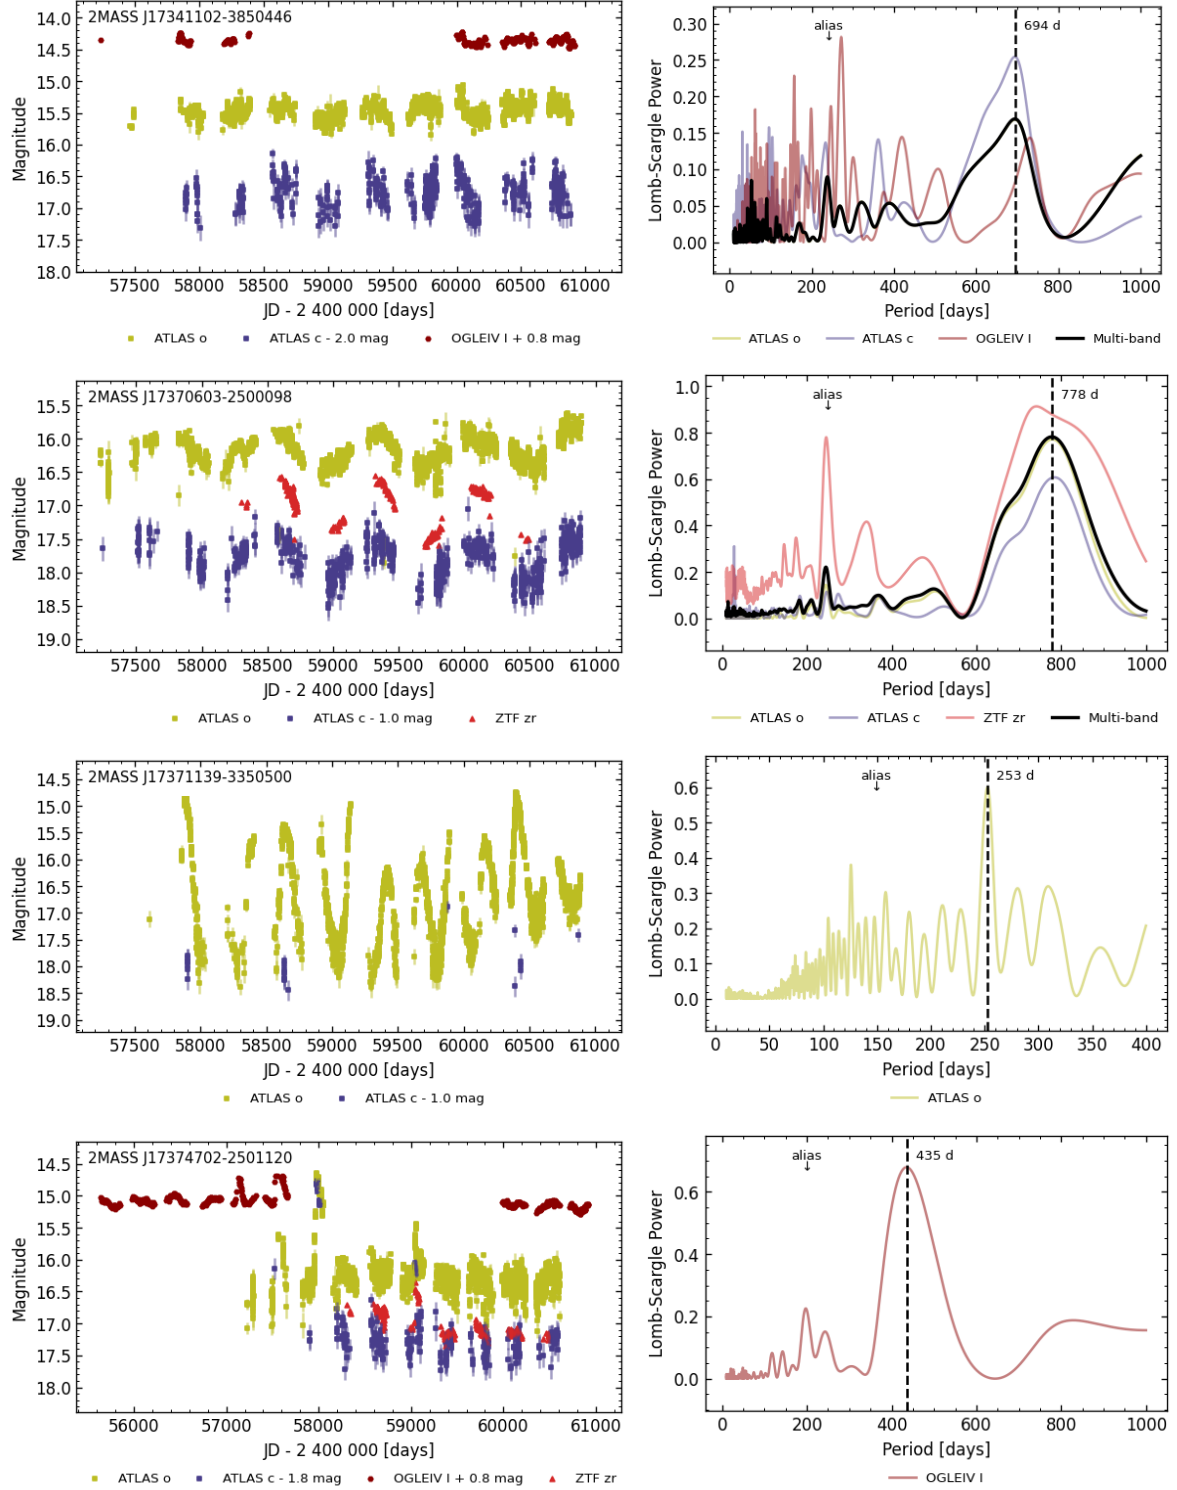 2MASS J17341102-3850446
14.0
14.5
15.0
15.5
16.0
16.5
17.0
17.5
18.0
Magnitude
57500 58000 58500 59000 59500 60000 60500 61000
JD - 2 400 000 [days]
ATLAS o ATLAS c - 2.0 mag OGLEIV I + 0.8 mag
alias
↓
694 d
0.30
0.25
0.20
0.15
0.10
0.05
0.00
Lomb-Scargle Power
0 200 400 600 800 1000
Period [days]
ATLAS o ATLAS c OGLEIV I Multi-band
2MASS J17370603-2500098
15.5
16.0
16.5
17.0
17.5
18.0
18.5
19.0
Magnitude
57500 58000 58500 59000 59500 60000 60500 61000
JD - 2 400 000 [days]
ATLAS o ATLAS c - 1.0 mag ZTF zr
alias
↓
778 d
1.0
0.8
0.6
0.4
0.2
0.0
Lomb-Scargle Power
0 200 400 600 800 1000
Period [days]
ATLAS o ATLAS c ZTF zr Multi-band
2MASS J17371139-3350500
14.5
15.0
15.5
16.0
16.5
17.0
17.5
18.0
18.5
19.0
Magnitude
57500 58000 58500 59000 59500 60000 60500 61000
JD - 2 400 000 [days]
ATLAS o ATLAS c - 1.0 mag
alias
↓
253 d
0.6
0.5
0.4
0.3
0.2
0.1
0.0
Lomb-Scargle Power
0 50 100 150 200 250 300 350 400
Period [days]
ATLAS o
2MASS J17374702-2501120
14.5
15.0
15.5
16.0
16.5
17.0
17.5
18.0
Magnitude
56000 57000 58000 59000 60000 61000
JD - 2 400 000 [days]
ATLAS o ATLAS c - 1.8 mag OGLEIV I + 0.8 mag ZTF zr
alias
↓
435 d
0.6
0.4
0.2
0.0
Lomb-Scargle Power
0 200 400 600 800 1000
Period [days]
OGLEIV I